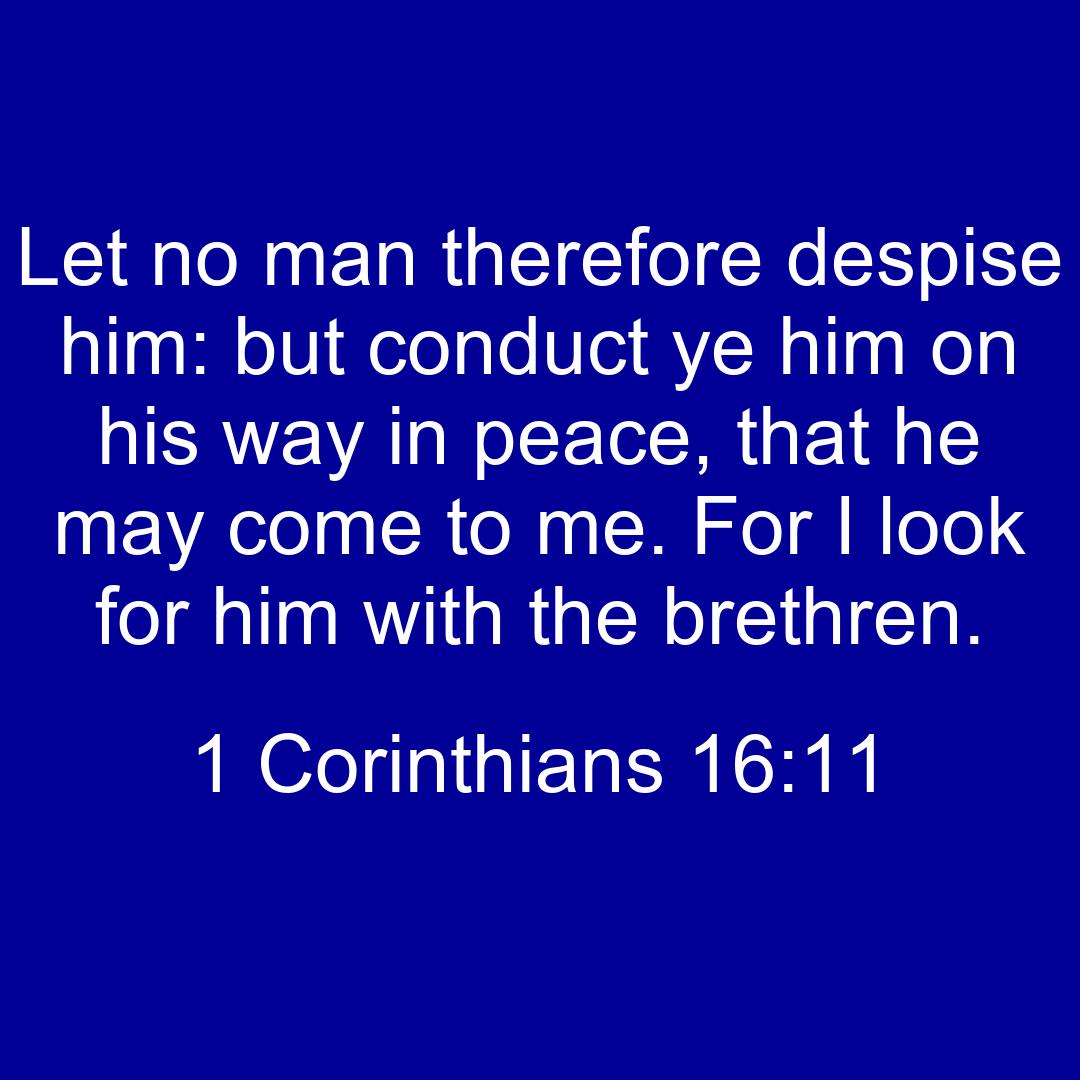 Let no man therefore despise
him: but conduct ye him on
his way in peace, that he
may come to me. For I look
for him with the brethren.
1 Corinthians 16:11